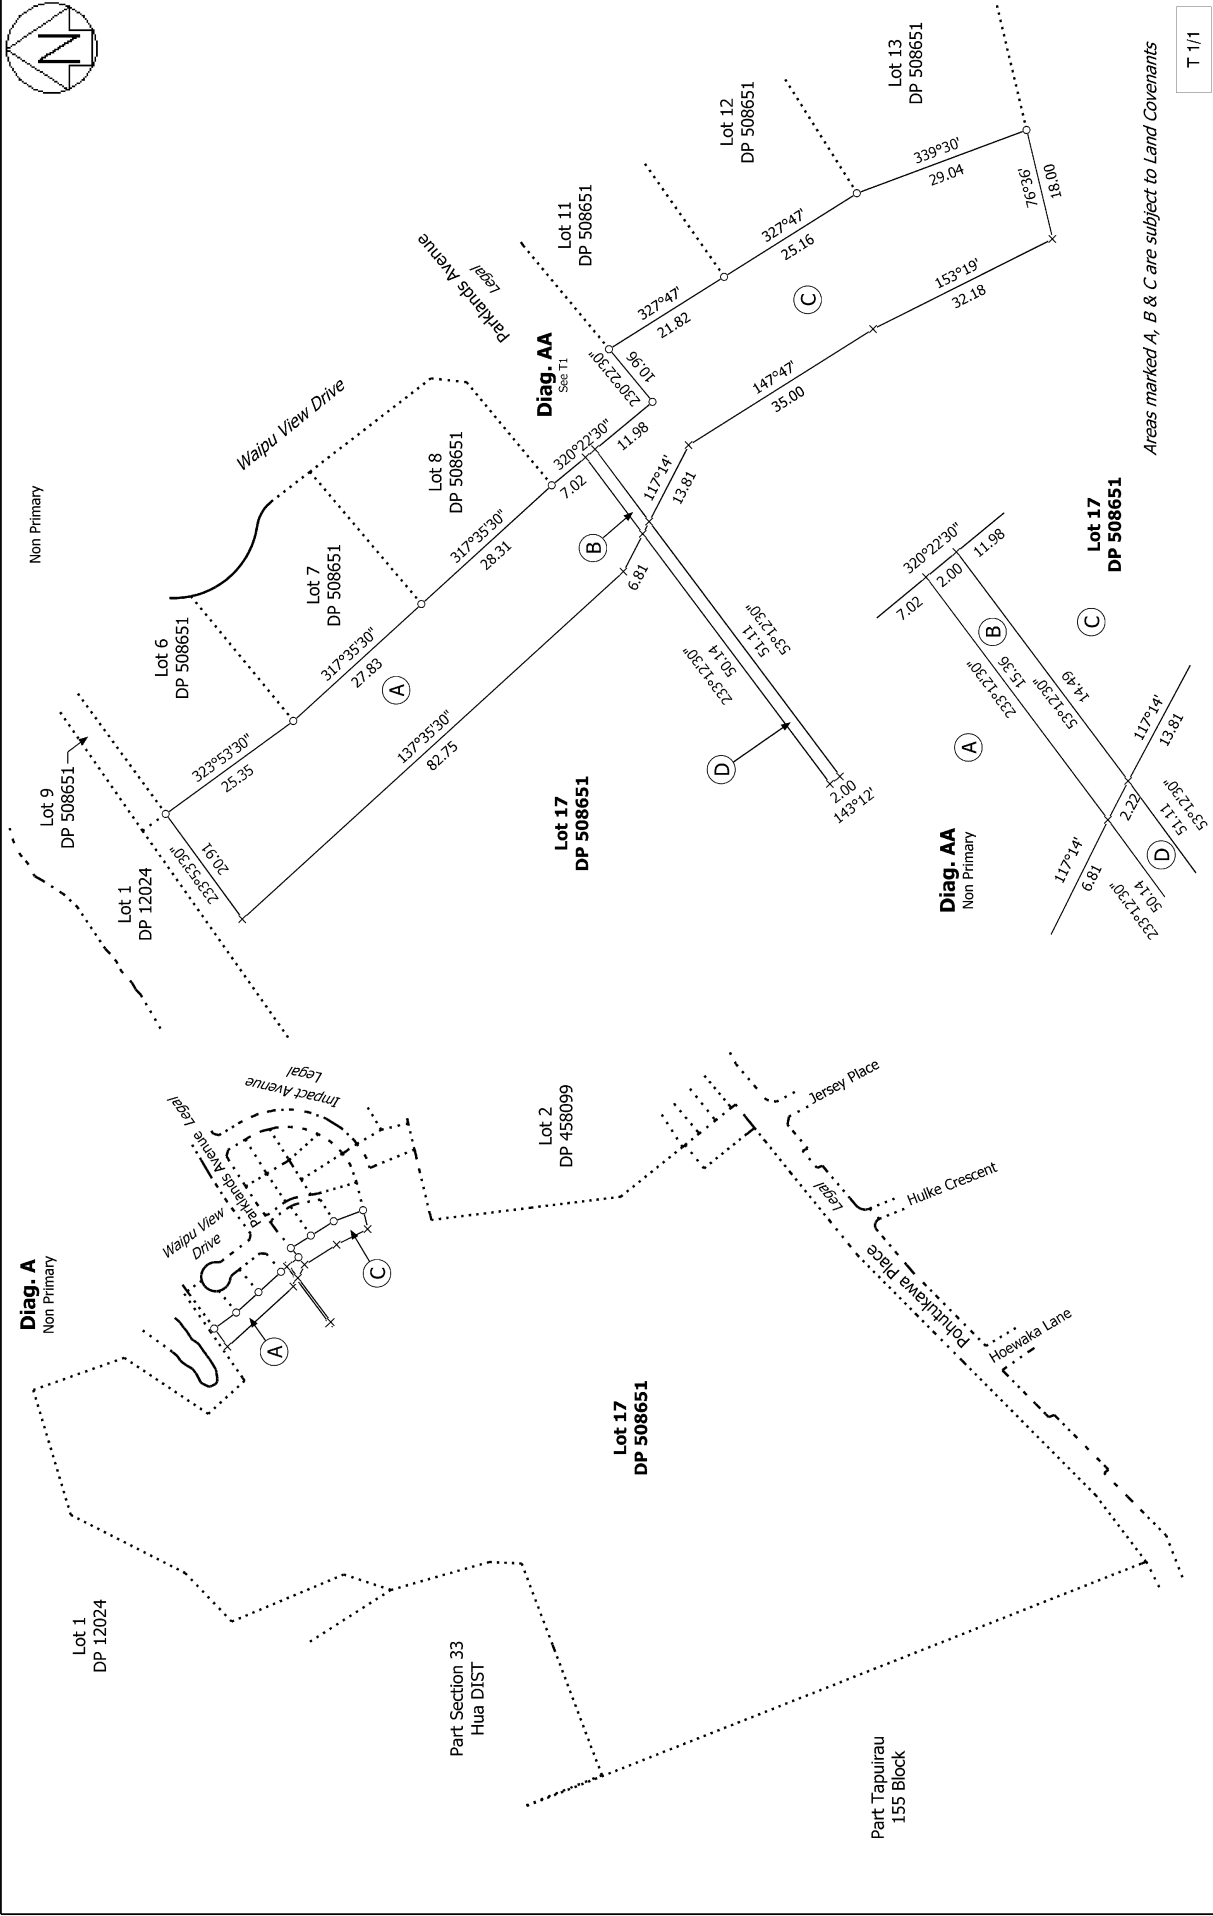 N
Diag. A
Non Primary
Lot 1
DP 12024
Part Section 33
Hua DIST
Part Tapuirau
155 Block
Lot 17
DP 508651
Lot 2
DP 458099
Waipu View
Drive
Parklands Avenue Legal
Impact Avenue
Legal
A
C
Pohutukawa Place
Legal
Jersey Place
Hulke Crescent
Hoewaka Lane
Non Primary
Lot 9
DP 508651
Lot 1
DP 12024
Lot 6
DP 508651
Lot 7
DP 508651
Lot 8
DP 508651
Waipu View Drive
Parklands Avenue
Legal
Lot 11
DP 508651
Lot 12
DP 508651
Lot 13
DP 508651
Diag. AA
See T1
233°53'30"
20.91
323°53'30"
25.35
317°35'30"
27.83
317°35'30"
28.31
320°22'30"
7.02
11.98
230°22'30"
10.96
327°47'
21.82
327°47'
25.16
339°30'
29.04
76°36'
18.00
153°19'
32.18
147°47'
35.00
117°14'
13.81
6.81
137°35'30"
82.75
A
B
C
D
233°12'30"
50.14
51.11
53°12'30"
2.00
143°12'
Lot 17
DP 508651
Diag. AA
Non Primary
117°14'
6.81
233°12'30"
50.14
D
51.11
53°12'30"
2.22
117°14'
13.81
A
233°12'30"
15.36
B
53°12'30"
14.49
7.02
2.00
320°22'30"
11.98
C
Lot 17
DP 508651
Areas marked A, B & C are subject to Land Covenants
T 1/1